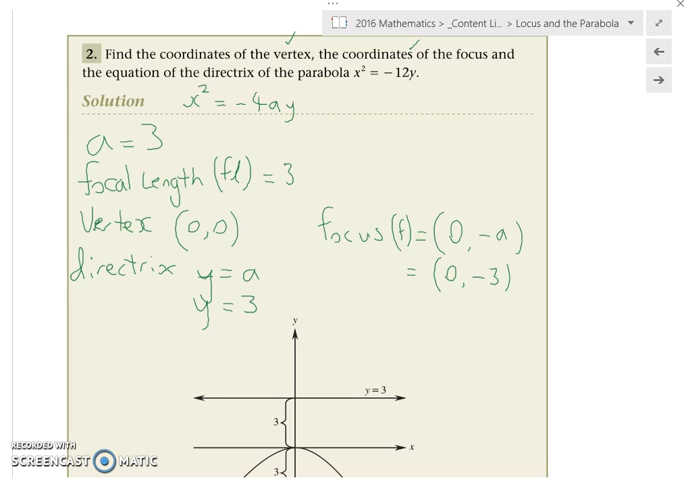 2016 Mathematics > _Content Li... > Locus and the Parabola
2. Find the coordinates of the vertex, the coordinates of the focus and
the equation of the directrix of the parabola x² = −12y.
Solution x² = -4ay
a = 3
focal Length (fl) = 3
Vertex (0,0) focus (f) = (0, -a)
directrix y = a = (0, -3)
y = 3
y
y = 3
3
x
3
RECORDED WITH
SCREENCAST O MATIC